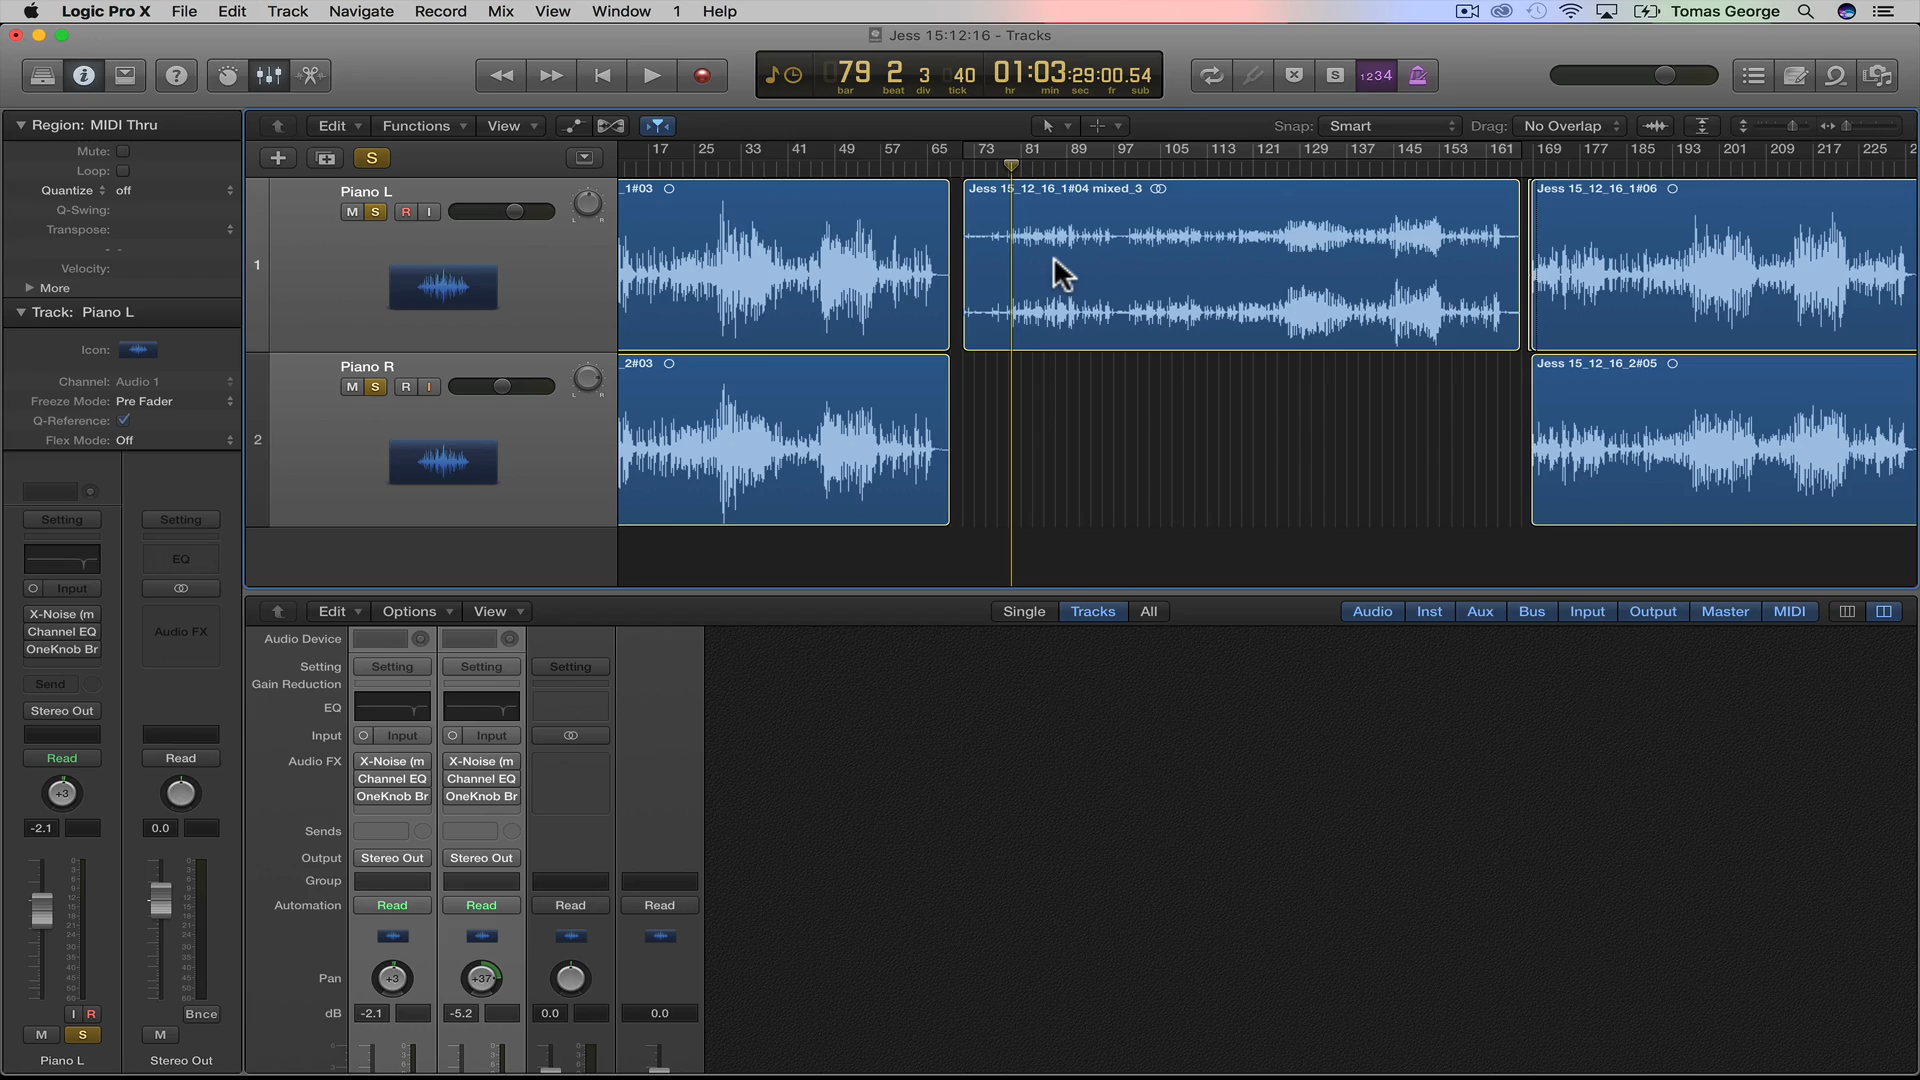 Logic Pro X File Edit Track Navigate Record Mix View Window 1 Help Tomas George
Jess 15:12:16 - Tracks
79 2 3 40 01:03:29:00.54
bar beat div tick hr min sec fr sub
S 1234
Region: MIDI Thru
Mute:
Loop:
Quantize off
Q-Swing:
Transpose:
- -
Velocity:
More
Track: Piano L
Icon:
Channel: Audio 1
Freeze Mode: Pre Fader
Q-Reference:
Flex Mode: Off
Edit Functions View Snap: Smart Drag: No Overlap
S
17 25 33 41 49 57 65 73 81 89 97 105 113 121 129 137 145 153 161 169 177 185 193 201 209 217 225 2
1
Piano L
M S R I
L R
_1#03
Jess 15_12_16_1#04 mixed_3
Jess 15_12_16_1#06
2
Piano R
M S R I
L R
_2#03
Jess 15_12_16_2#05
Setting Setting
EQ
Input
X-Noise (m
Channel EQ Audio FX
OneKnob Br
Send
Stereo Out
Read Read
+3
-2.1 0.0
I R Bnce
M S M
Piano L Stereo Out
Edit Options View Single Tracks All Audio Inst Aux Bus Input Output Master MIDI
Audio Device
Setting Setting Setting Setting
Gain Reduction
EQ
Input Input Input
Audio FX X-Noise (m X-Noise (m
Channel EQ Channel EQ
OneKnob Br OneKnob Br
Sends
Output Stereo Out Stereo Out
Group
Automation Read Read Read Read
Pan +3 +37
dB -2.1 -5.2 0.0 0.0